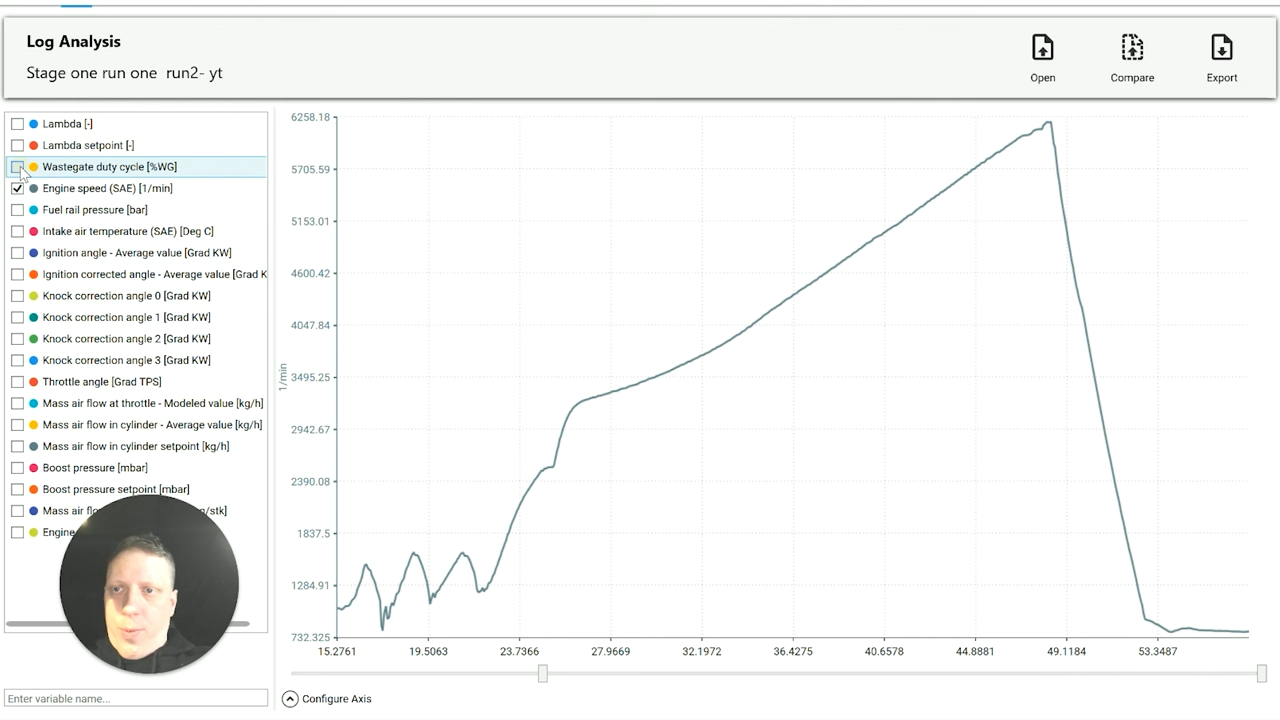 Log Analysis
Stage one run one run2- yt
Open
Compare
Export
Lambda [-]
Lambda setpoint [-]
Wastegate duty cycle [%WG]
Engine speed (SAE) [1/min]
Fuel rail pressure [bar]
Intake air temperature (SAE) [Deg C]
Ignition angle - Average value [Grad KW]
Ignition corrected angle - Average value [Grad K
Knock correction angle 0 [Grad KW]
Knock correction angle 1 [Grad KW]
Knock correction angle 2 [Grad KW]
Knock correction angle 3 [Grad KW]
Throttle angle [Grad TPS]
Mass air flow at throttle - Modeled value [kg/h]
Mass air flow in cylinder - Average value [kg/h]
Mass air flow in cylinder setpoint [kg/h]
Boost pressure [mbar]
Boost pressure setpoint [mbar]
Mass air flo g/stk]
Engine
Enter variable name...
6258.18
5705.59
5153.01
4600.42
4047.84
3495.25
2942.67
2390.08
1837.5
1284.91
732.325
1/min
15.2761 19.5063 23.7366 27.9669 32.1972 36.4275 40.6578 44.8881 49.1184 53.3487
Configure Axis